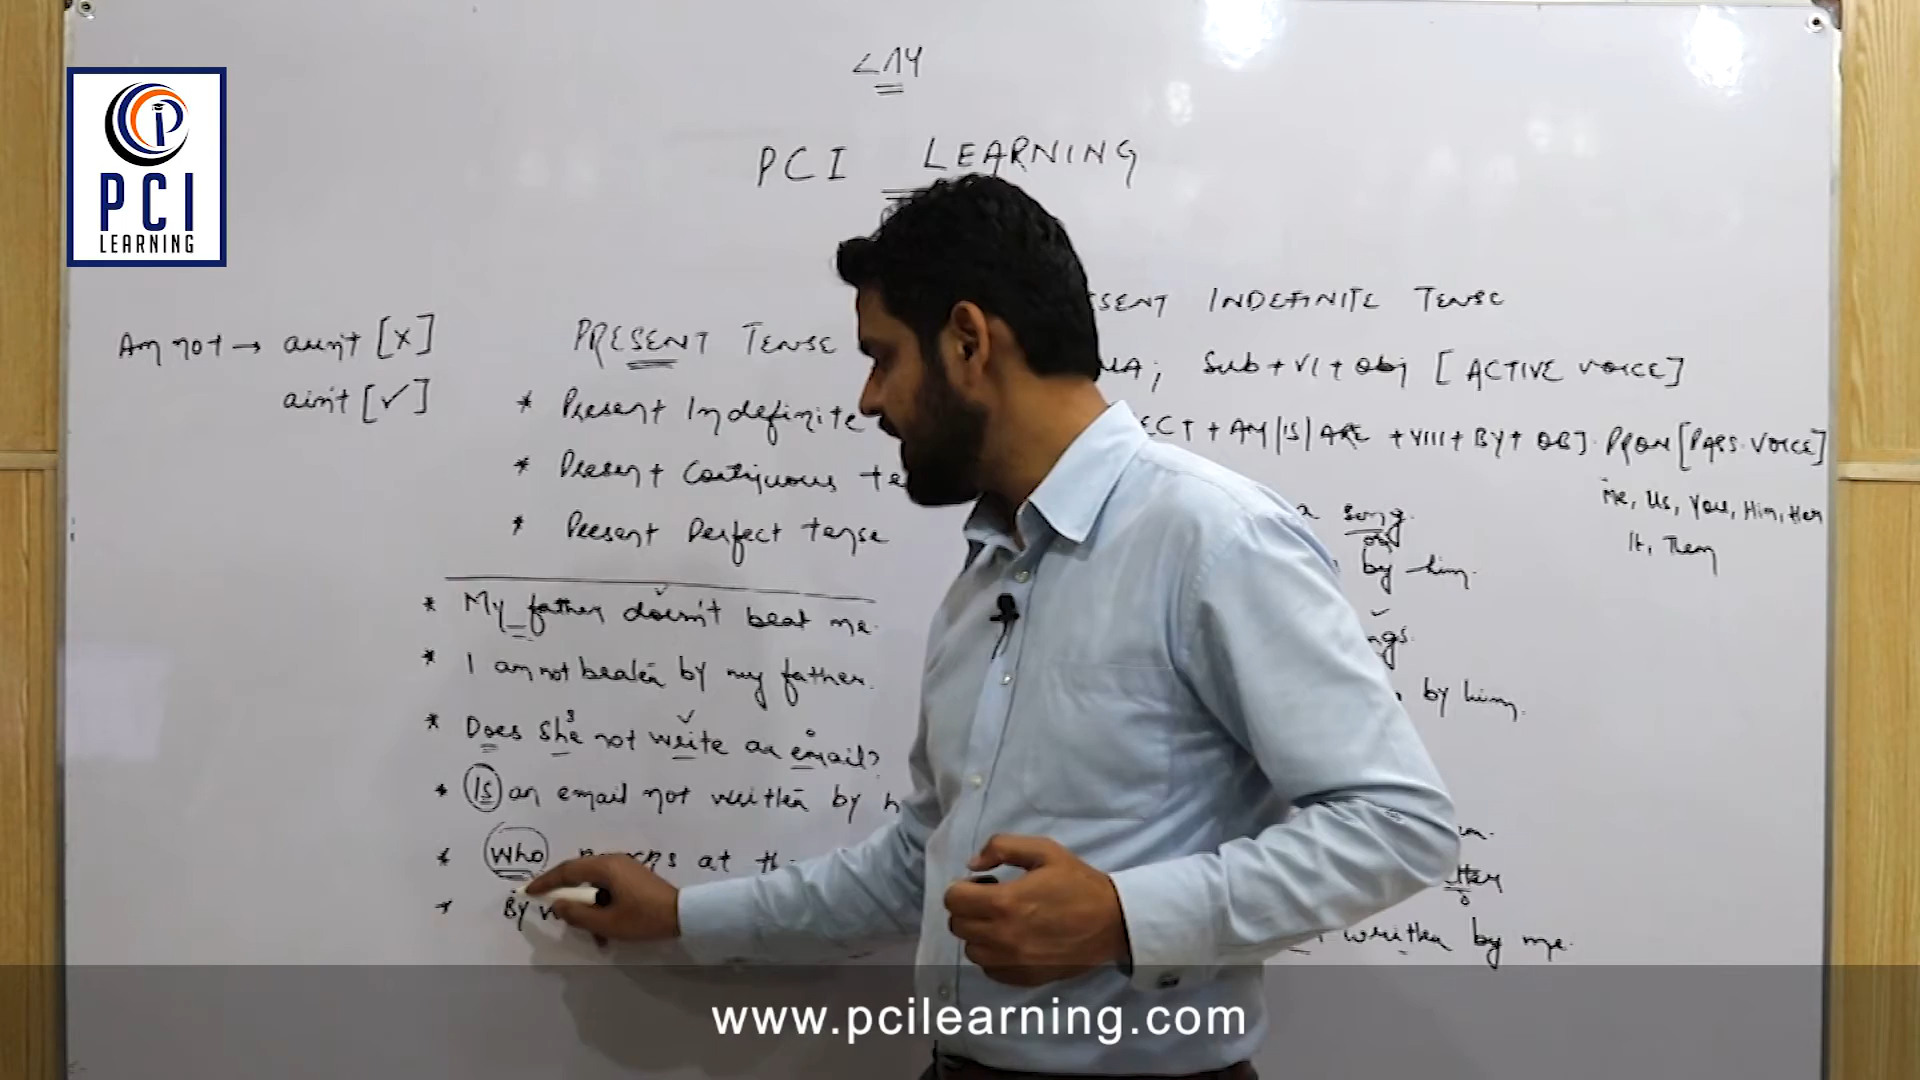 PCI
LEARNING
PCI LEARNING
Am not → aren't [x]
ain't [✓]
PRESENT TENSE
* Present Indefinite
* Present Continuous te
* Present Perfect tense
* My father doesn't beat me.
* I am not beaten by my father.
* Does she not write an email?
* Is an email not written by h
* Who at th
* By w
SENT INDEFINITE TENSE
; Sub + V1 + obj [ACTIVE VOICE]
ECT + AM|IS|ARE + VIII + BY + OBJ. PRON [PASS. VOICE]
Me, Us, You, Him, Her
It, Them
a song.
obj
by him.
ngs.
by him.
written by me.
www.pcilearning.com